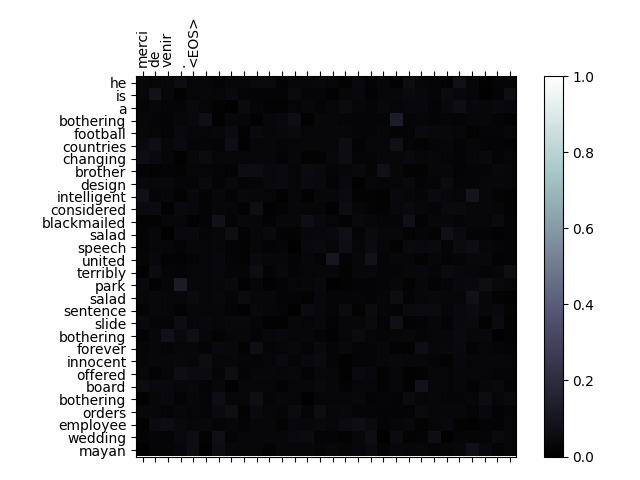 merci
de
venir
.
<EOS>
he
is
a
bothering
football
countries
changing
brother
design
intelligent
considered
blackmailed
salad
speech
united
terribly
park
salad
sentence
slide
bothering
forever
innocent
offered
board
bothering
orders
employee
wedding
mayan
1.0
0.8
0.6
0.4
0.2
0.0